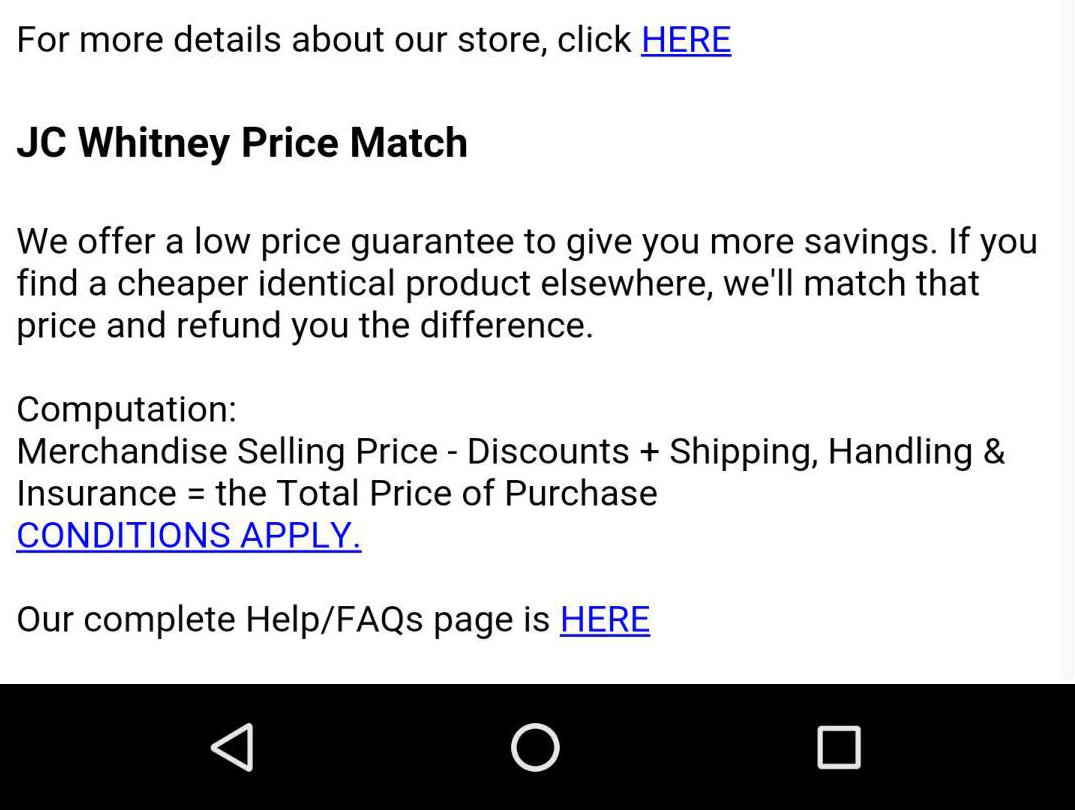 For more details about our store, click HERE
JC Whitney Price Match
We offer a low price guarantee to give you more savings. If you
find a cheaper identical product elsewhere, we'll match that
price and refund you the difference.
Computation:
Merchandise Selling Price - Discounts + Shipping, Handling &
Insurance = the Total Price of Purchase
CONDITIONS APPLY.
Our complete Help/FAQs page is HERE